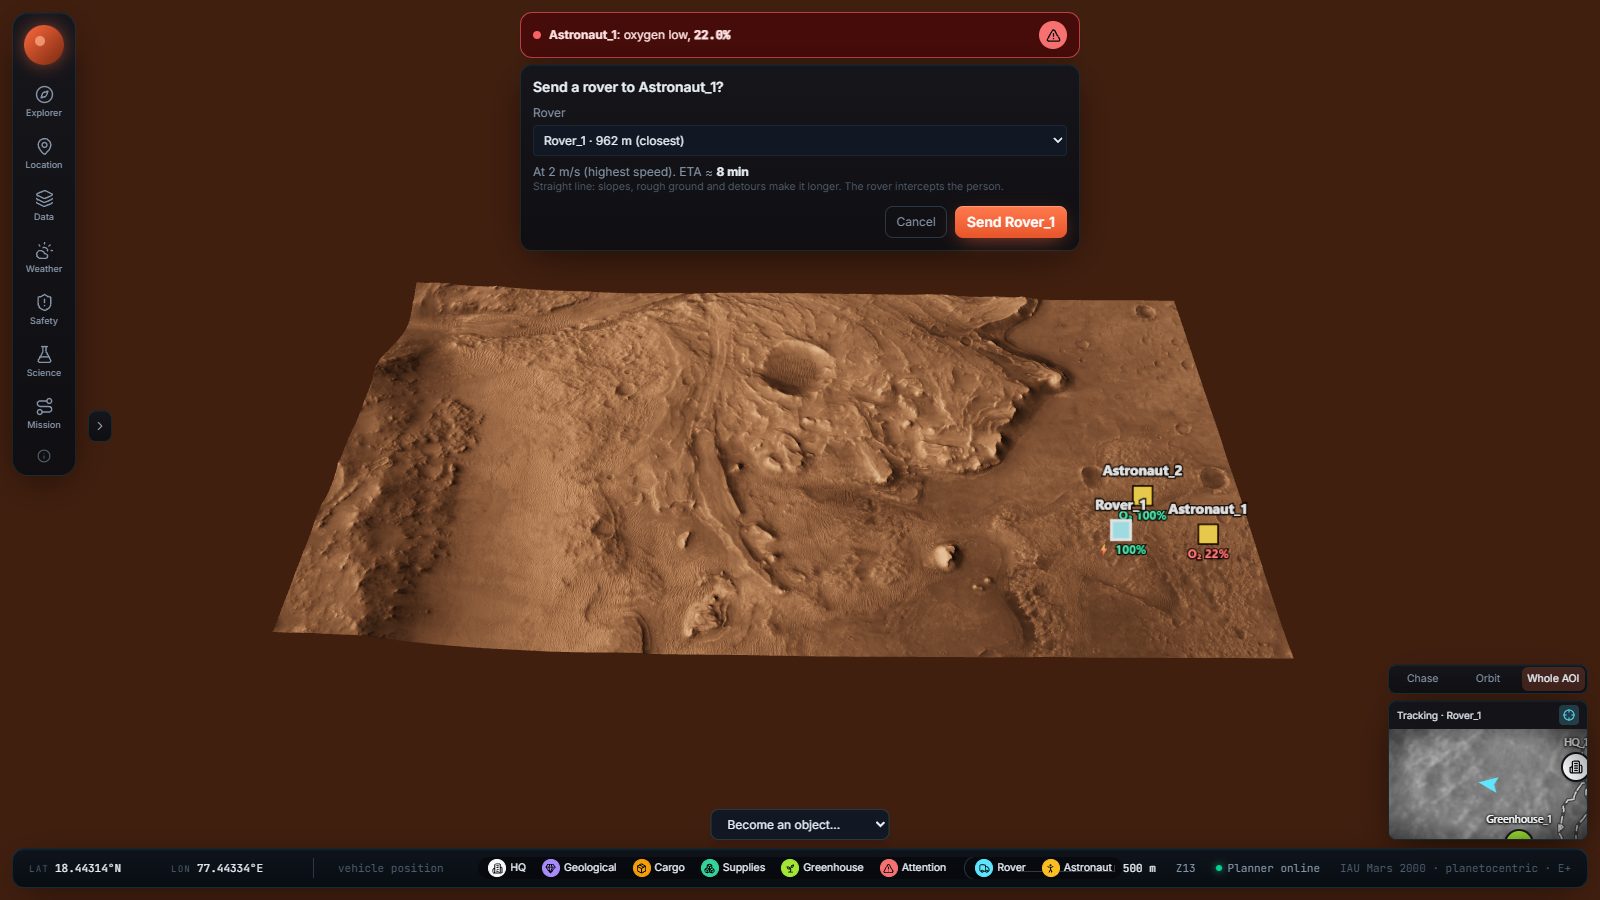 Astronaut_1: oxygen low, 22.0%
Send a rover to Astronaut_1?
Rover
Rover_1 · 962 m (closest)
At 2 m/s (highest speed). ETA ≈ 8 min
Straight line: slopes, rough ground and detours make it longer. The rover intercepts the person.
Cancel
Send Rover_1
Explorer
Location
Data
Weather
Safety
Science
Mission
Astronaut_2
O₂ 100%
Rover_1
100%
Astronaut_1
O₂ 22%
Chase
Orbit
Whole AOI
Tracking · Rover_1
HQ_1
Greenhouse_1
Become an object...
LAT 18.44314°N
LON 77.44334°E
vehicle position
HQ
Geological
Cargo
Supplies
Greenhouse
Attention
Rover
Astronaut
500 m
Z13
Planner online
IAU Mars 2000 · planetocentric · E+